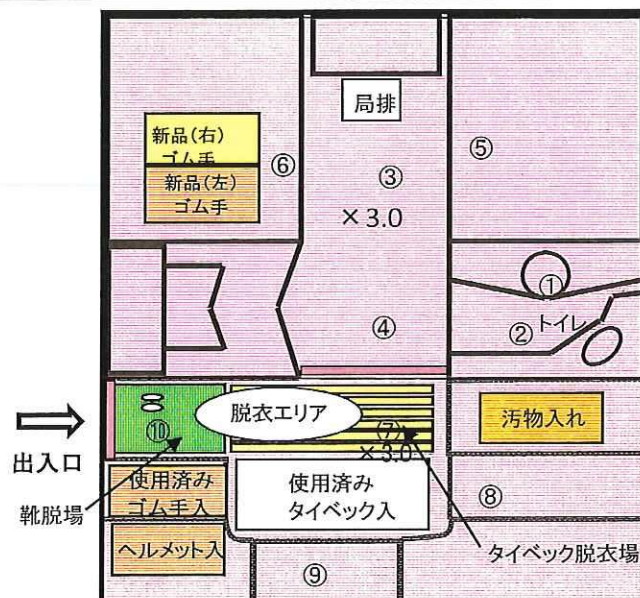 局排
新品(右)
ゴム手
新品(左)
ゴム手
⑥
③
×3.0
⑤
①
② トイレ
④
出入口
⑩
脱衣エリア
⑦
×3.0
汚物入れ
靴脱場
使用済み
ゴム手入
使用済み
タイベック入
⑧
ヘルメット入
⑨
タイベック脱衣場